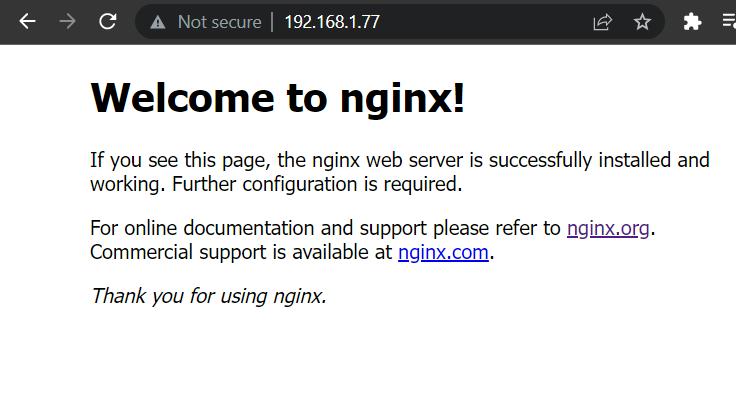 Not secure | 192.168.1.77
Welcome to nginx!
If you see this page, the nginx web server is successfully installed and
working. Further configuration is required.
For online documentation and support please refer to nginx.org.
Commercial support is available at nginx.com.
Thank you for using nginx.